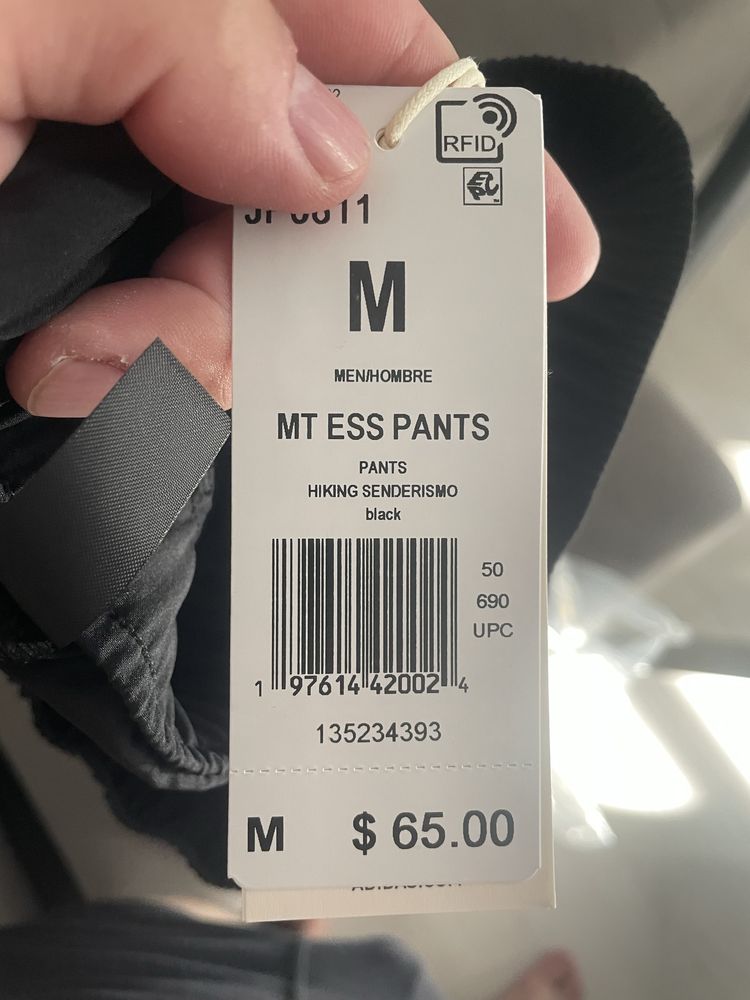 RFID
M
MEN/HOMBRE
MT ESS PANTS
PANTS
HIKING SENDERISMO
black
50
690
UPC
1 97614 42002 4
135234393
M $ 65.00